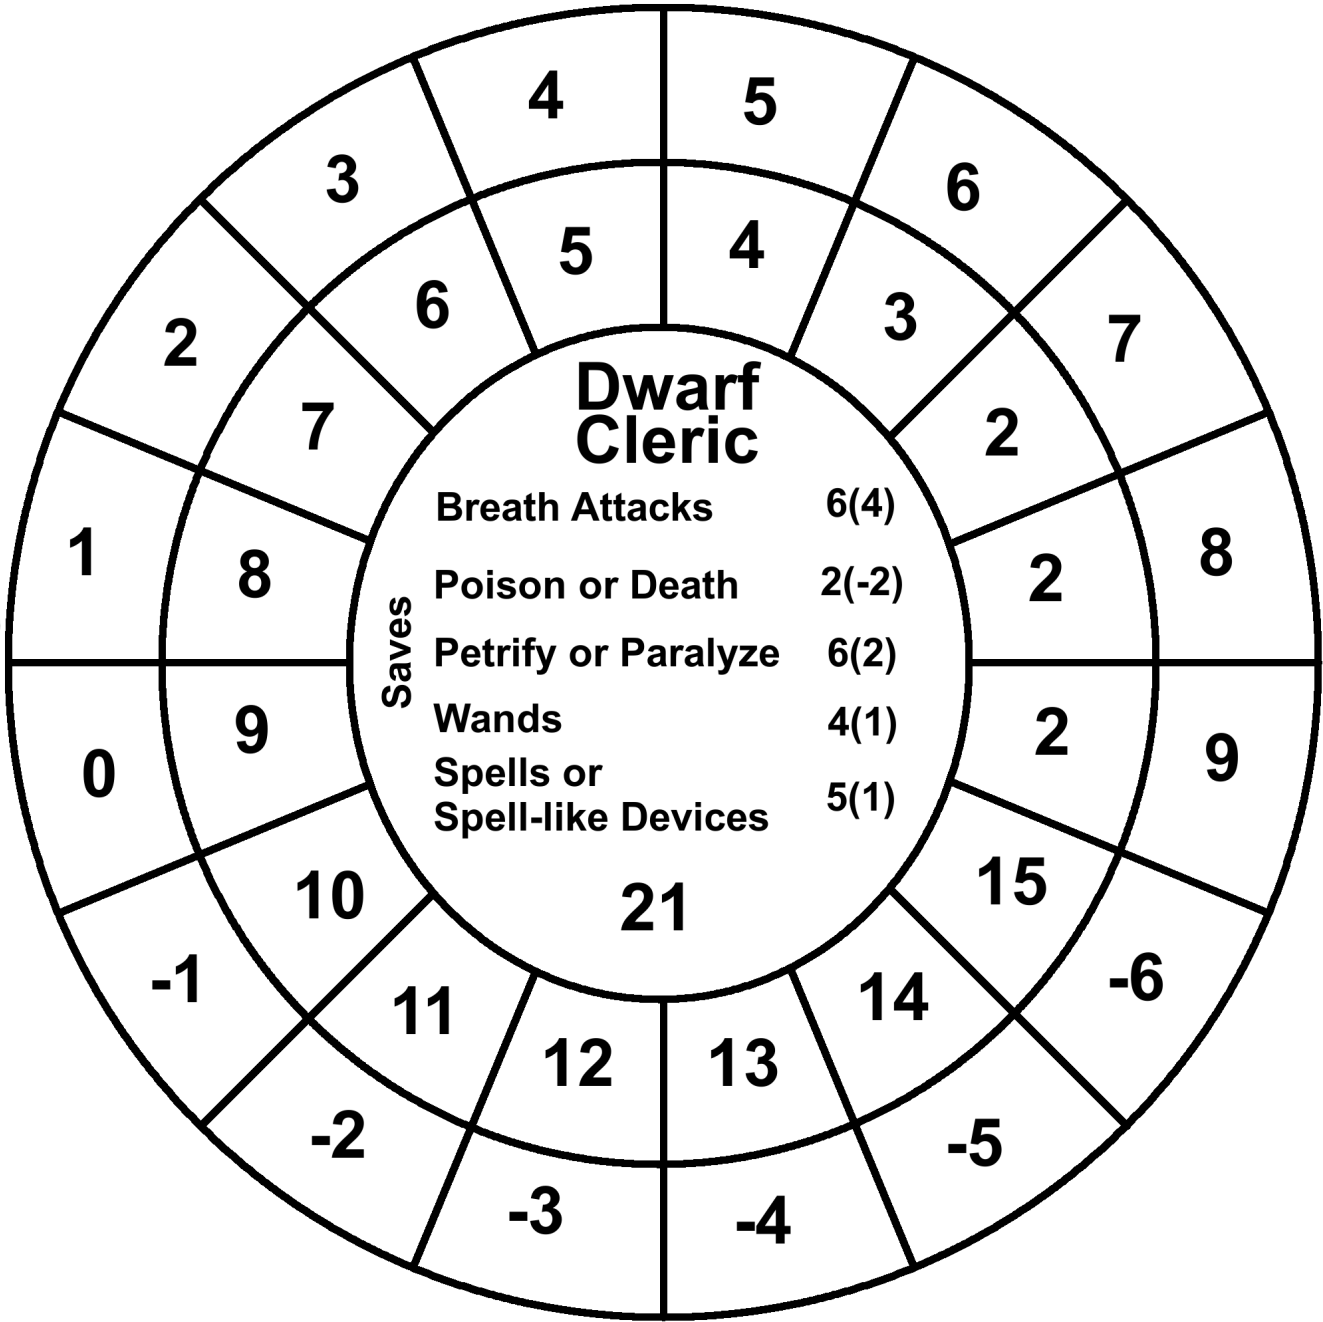 4 5
3 6
5 4
6 3
2 7
7 2
Dwarf
Cleric
Breath Attacks 6(4)
1 8
8 2
Poison or Death 2(-2)
Saves
Petrify or Paralyze 6(2)
Wands 4(1)
9 2
0 9
Spells or
Spell-like Devices 5(1)
10 15
21
-1 -6
11 14
12 13
-2 -5
-3 -4